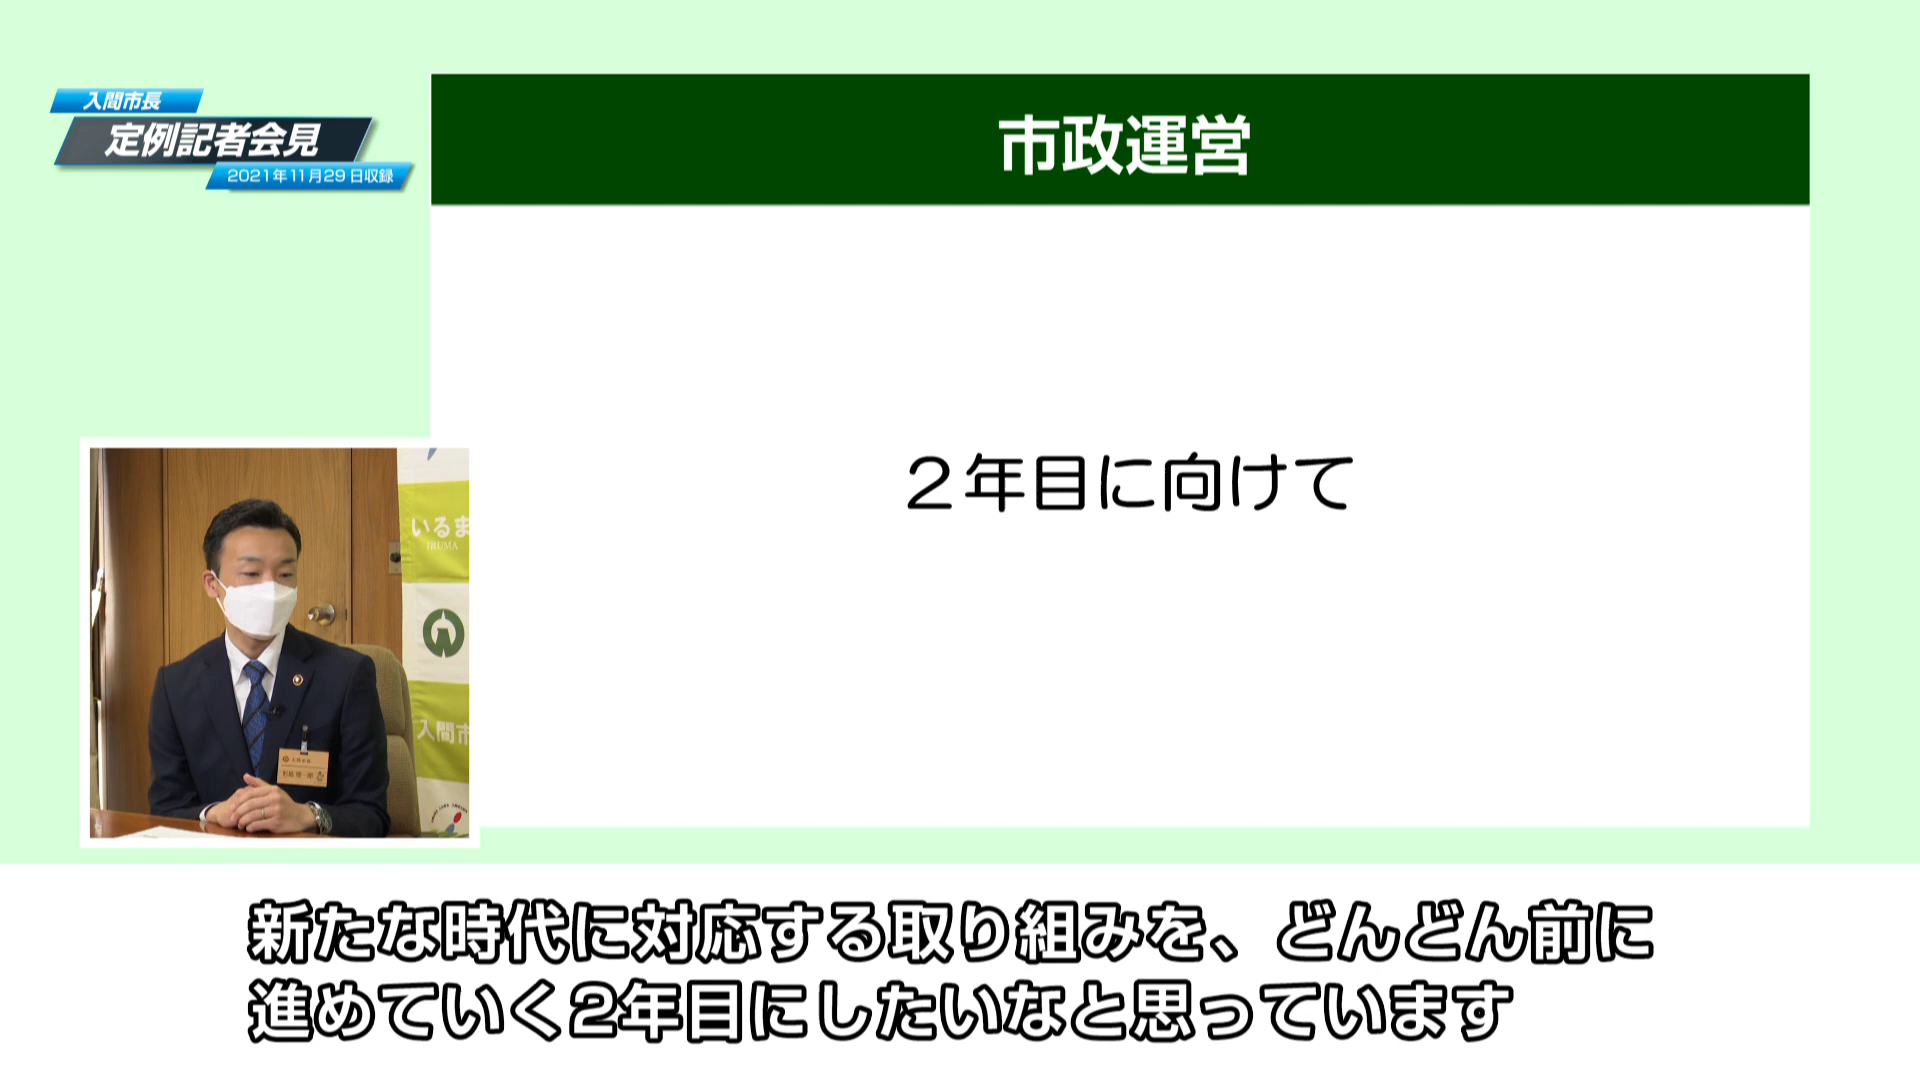 入間市長
定例記者会見
2021年11月29日収録
市政運営
２年目に向けて
いるま
IRUMA
入間市
新たな時代に対応する取り組みを、どんどん前に
進めていく2年目にしたいなと思っています